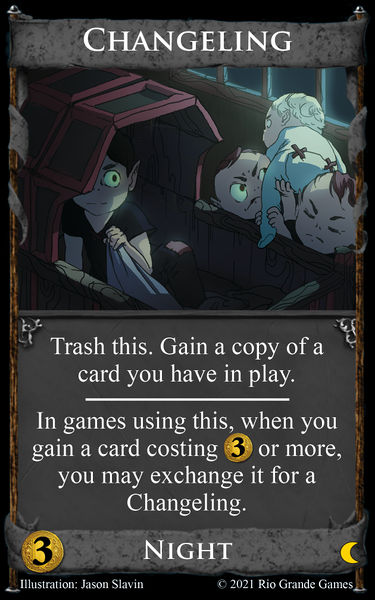 CHANGELING
Trash this. Gain a copy of a
card you have in play.
In games using this, when you
gain a card costing 3 or more,
you may exchange it for a
Changeling.
3 NIGHT
Illustration: Jason Slavin © 2021 Rio Grande Games